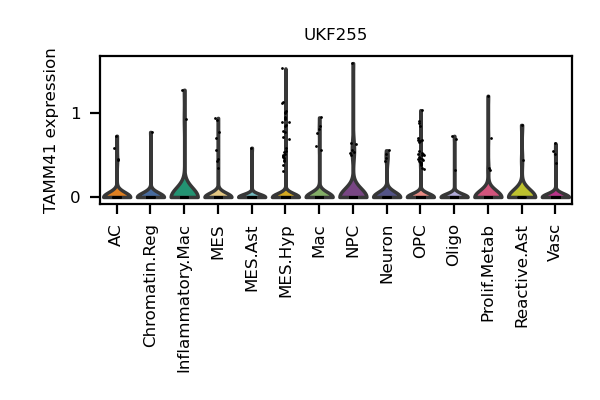 UKF255
TAMM41 expression
1
0
AC
Chromatin.Reg
Inflammatory.Mac
MES
MES.Ast
MES.Hyp
Mac
NPC
Neuron
OPC
Oligo
Prolif.Metab
Reactive.Ast
Vasc